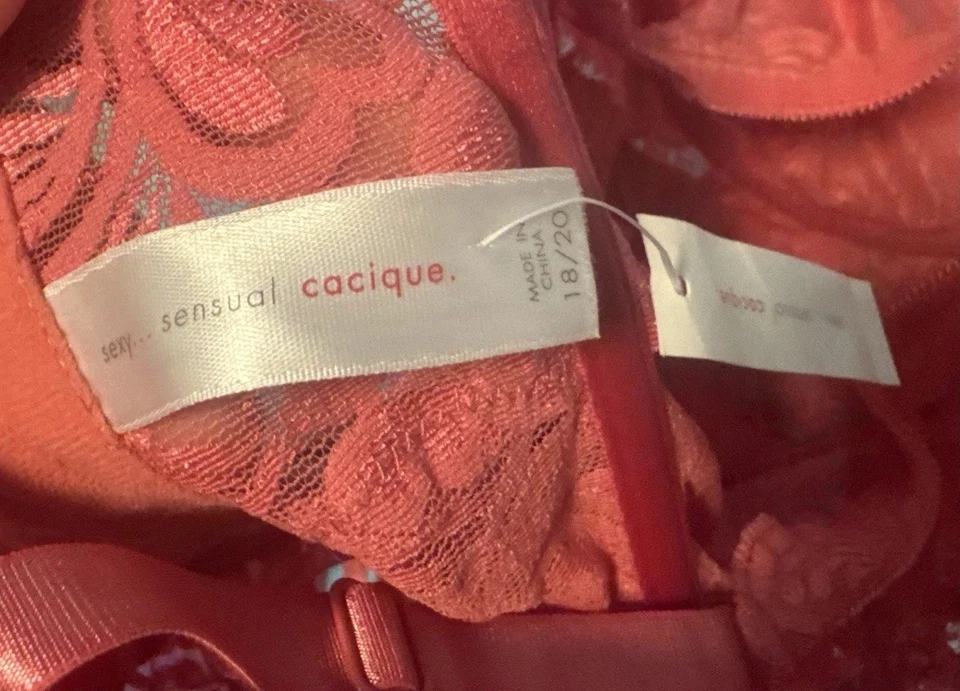 sexy... sensual cacique.
MADE IN
CHINA
18/20